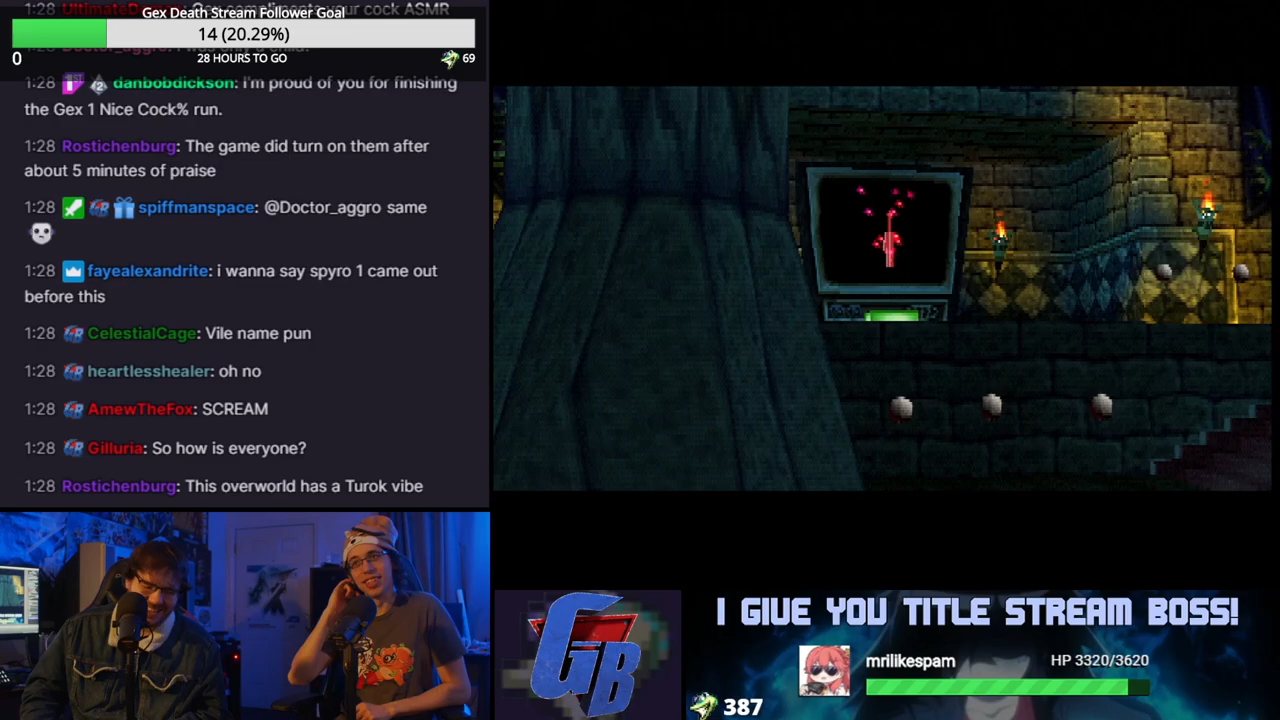 Gex Death Stream Follower Goal
14 (20.29%)
0
28 HOURS TO GO
69
1:28 danbobdickson: I'm proud of you for finishing
the Gex 1 Nice Cock% run.
1:28 Rostichenburg: The game did turn on them after
about 5 minutes of praise
1:28 spiffmanspace: @Doctor_aggro same
1:28 fayealexandrite: i wanna say spyro 1 came out
before this
1:28 CelestialCage: Vile name pun
1:28 heartlesshealer: oh no
1:28 AmewTheFox: SCREAM
1:28 Gilluria: So how is everyone?
1:28 Rostichenburg: This overworld has a Turok vibe
GB
I GIVE YOU TITLE STREAM BOSS!
mrilikespam HP 3320/3620
387